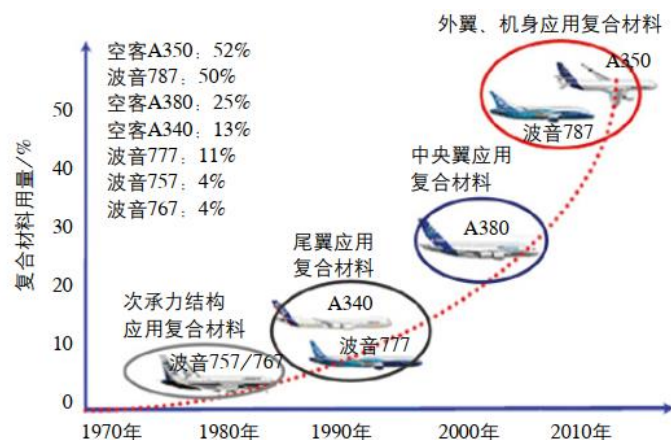 外翼、机身应用复合材料
空客A350：52%
波音787：50%
空客A380：25%
空客A340：13%
波音777：11%
波音757：4%
波音767：4%
A350
波音787
中央翼应用
复合材料
A380
尾翼应用
复合材料
A340
波音777
次承力结构
应用复合材料
波音757/767
复合材料用量/%
50
40
30
20
10
0
1970年
1980年
1990年
2000年
2010年